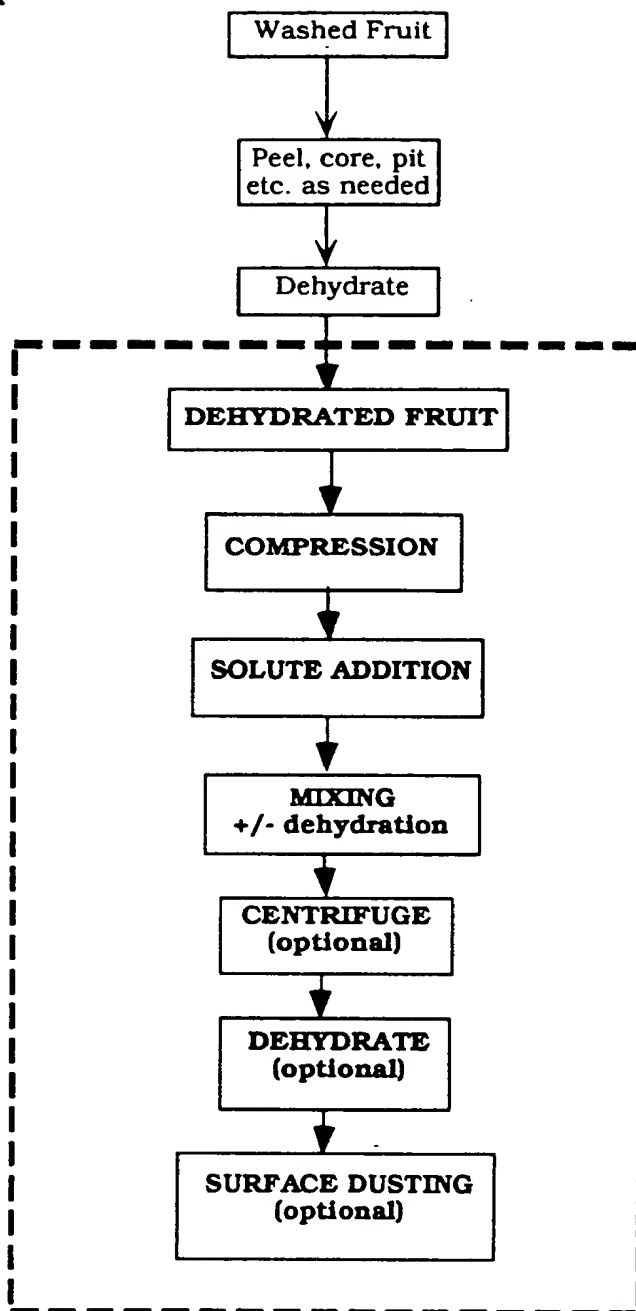 Washed Fruit
Peel, core, pit
etc. as needed
Dehydrate
DEHYDRATED FRUIT
COMPRESSION
SOLUTE ADDITION
MIXING
+/- dehydration
CENTRIFUGE
(optional)
DEHYDRATE
(optional)
SURFACE DUSTING
(optional)